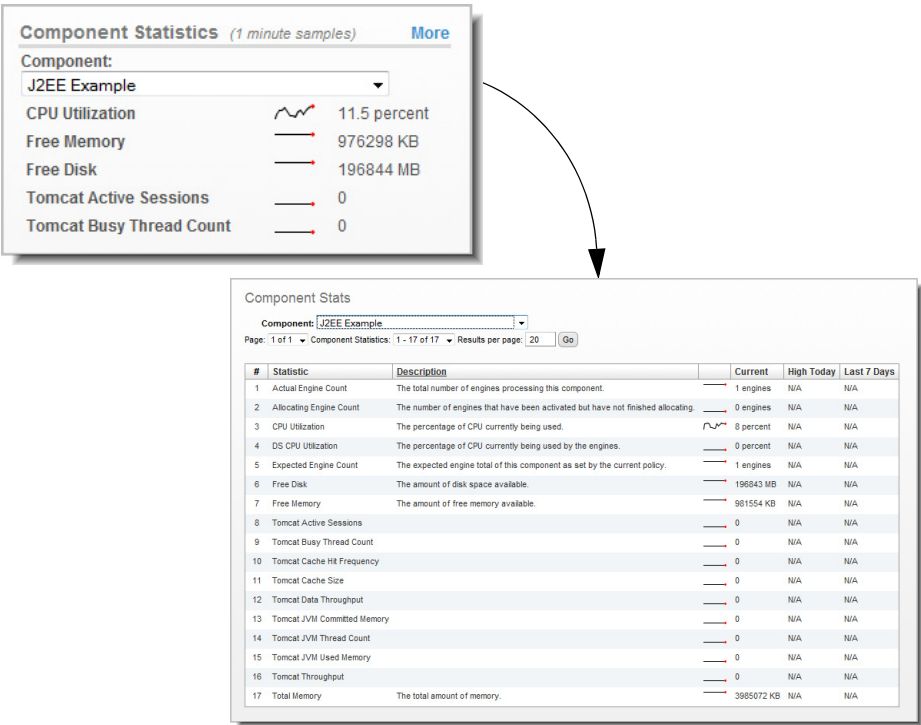 Component Statistics (1 minute samples) More
Component:
J2EE Example
CPU Utilization 11.5 percent
Free Memory 976298 KB
Free Disk 196844 MB
Tomcat Active Sessions 0
Tomcat Busy Thread Count 0
Component Stats
Component: J2EE Example
Page: 1 of 1 Component Statistics: 1 - 17 of 17 Results per page: 20 Go
# Statistic Description Current High Today Last 7 Days
1 Actual Engine Count The total number of engines processing this component. 1 engines N/A N/A
2 Allocating Engine Count The number of engines that have been activated but have not finished allocating. 0 engines N/A N/A
3 CPU Utilization The percentage of CPU currently being used. 8 percent N/A N/A
4 DS CPU Utilization The percentage of CPU currently being used by the engines. 0 percent N/A N/A
5 Expected Engine Count The expected engine total of this component as set by the current policy. 1 engines N/A N/A
6 Free Disk The amount of disk space available. 196843 MB N/A N/A
7 Free Memory The amount of free memory available. 981554 KB N/A N/A
8 Tomcat Active Sessions 0 N/A N/A
9 Tomcat Busy Thread Count 0 N/A N/A
10 Tomcat Cache Hit Frequency 0 N/A N/A
11 Tomcat Cache Size 0 N/A N/A
12 Tomcat Data Throughput 0 N/A N/A
13 Tomcat JVM Committed Memory 0 N/A N/A
14 Tomcat JVM Thread Count 0 N/A N/A
15 Tomcat JVM Used Memory 0 N/A N/A
16 Tomcat Throughput 0 N/A N/A
17 Total Memory The total amount of memory. 3985072 KB N/A N/A